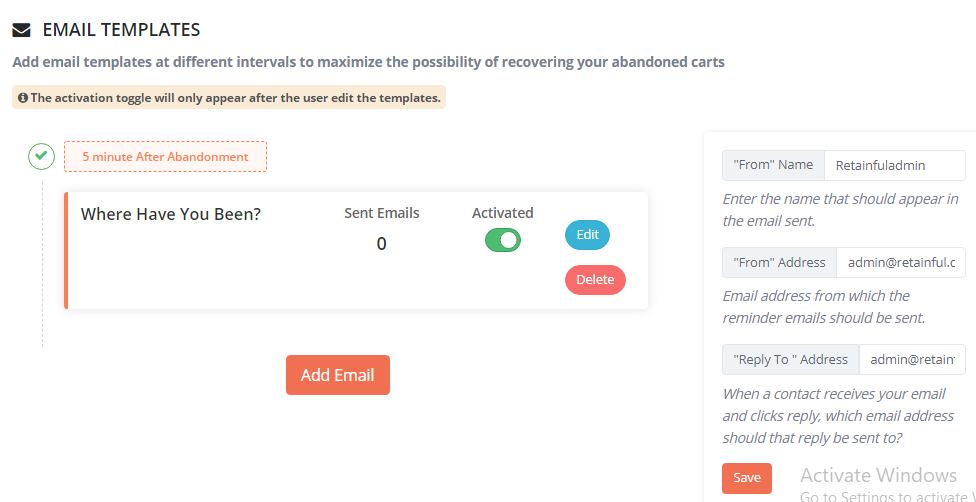 EMAIL TEMPLATES
Add email templates at different intervals to maximize the possibility of recovering your abandoned carts
The activation toggle will only appear after the user edit the templates.
5 minute After Abandonment
Where Have You Been?
Sent Emails
0
Activated
Edit
Delete
Add Email
"From" Name
Retainfuladmin
Enter the name that should appear in
the email sent.
"From" Address
admin@retainful.c
Email address from which the
reminder emails should be sent.
"Reply To " Address
admin@retain
When a contact receives your email
and clicks reply, which email address
should that reply be sent to?
Save
Activate Windows
Go to Settings to activate